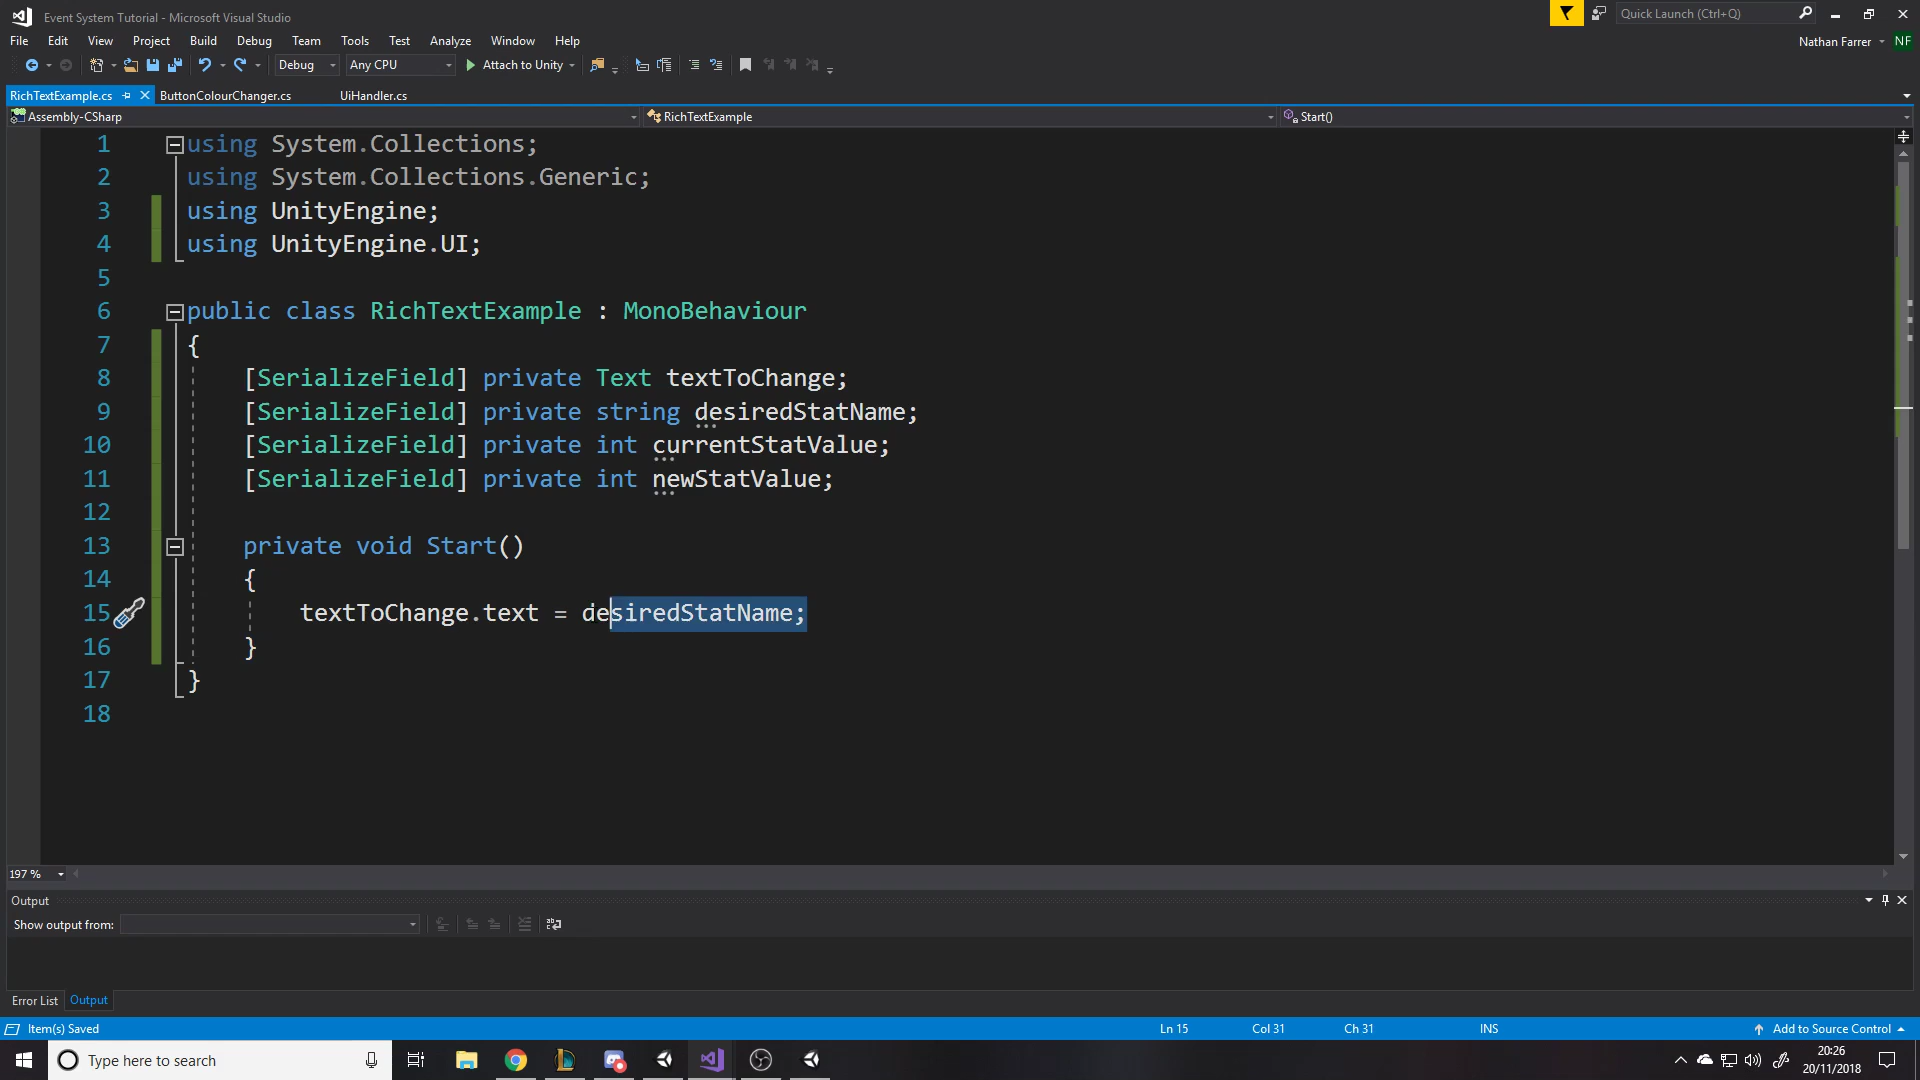 Event System Tutorial - Microsoft Visual Studio
Quick Launch (Ctrl+Q)
File Edit View Project Build Debug Team Tools Test Analyze Window Help
Nathan Farrer NF
Debug Any CPU Attach to Unity
RichTextExample.cs ButtonColourChanger.cs UiHandler.cs
Assembly-CSharp RichTextExample Start()
1 using System.Collections;
2 using System.Collections.Generic;
3 using UnityEngine;
4 using UnityEngine.UI;
5
6 public class RichTextExample : MonoBehaviour
7 {
8 [SerializeField] private Text textToChange;
9 [SerializeField] private string desiredStatName;
10 [SerializeField] private int currentStatValue;
11 [SerializeField] private int newStatValue;
12
13 private void Start()
14 {
15 textToChange.text = desiredStatName;
16 }
17 }
18
197 %
Output
Show output from:
Error List Output
Item(s) Saved Ln 15 Col 31 Ch 31 INS Add to Source Control
Type here to search
20:26
20/11/2018